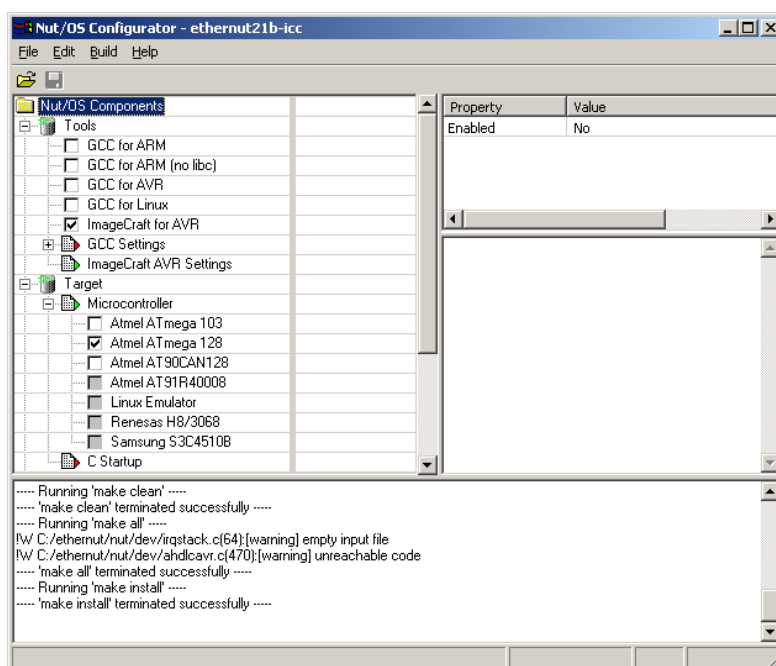 Nut/OS Configurator - ethernut21b-icc
File Edit Build Help
Nut/OS Components
Tools
GCC for ARM
GCC for ARM (no libc)
GCC for AVR
GCC for Linux
ImageCraft for AVR
GCC Settings
ImageCraft AVR Settings
Target
Microcontroller
Atmel ATmega 103
Atmel ATmega 128
Atmel AT90CAN128
Atmel AT91R40008
Linux Emulator
Renesas H8/3068
Samsung S3C4510B
C Startup
Property Value
Enabled No
----- Running 'make clean' -----
----- 'make clean' terminated successfully -----
----- Running 'make all' -----
!W C:/ethernut/nut/dev/irqstack.c(64):[warning] empty input file
!W C:/ethernut/nut/dev/ahdlcavr.c(470):[warning] unreachable code
----- 'make all' terminated successfully -----
----- Running 'make install' -----
----- 'make install' terminated successfully -----